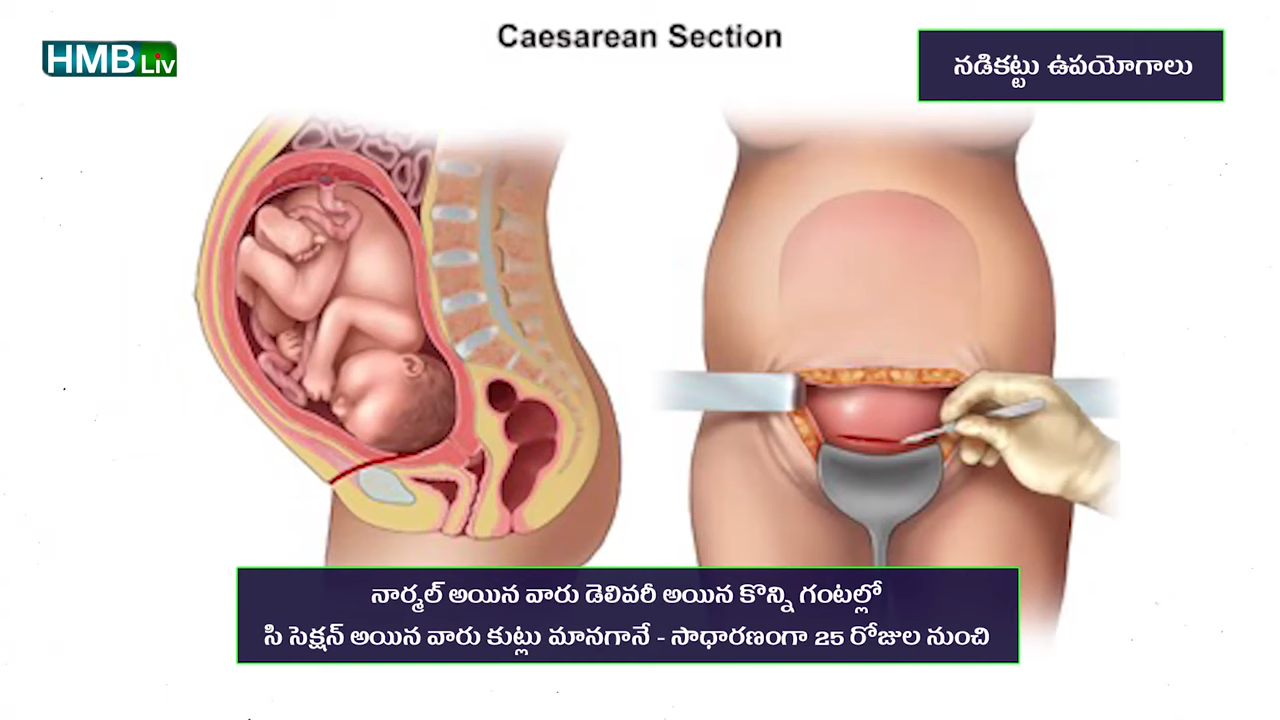 Caesarean Section
HMB Liv
నడికట్టు ఉపయోగాలు
నార్మల్ అయిన వారు డెలివరీ అయిన కొన్ని గంటల్లో
సి సెక్షన్ అయిన వారు కుట్లు మానగానే - సాధారణంగా 25 రోజుల నుంచి